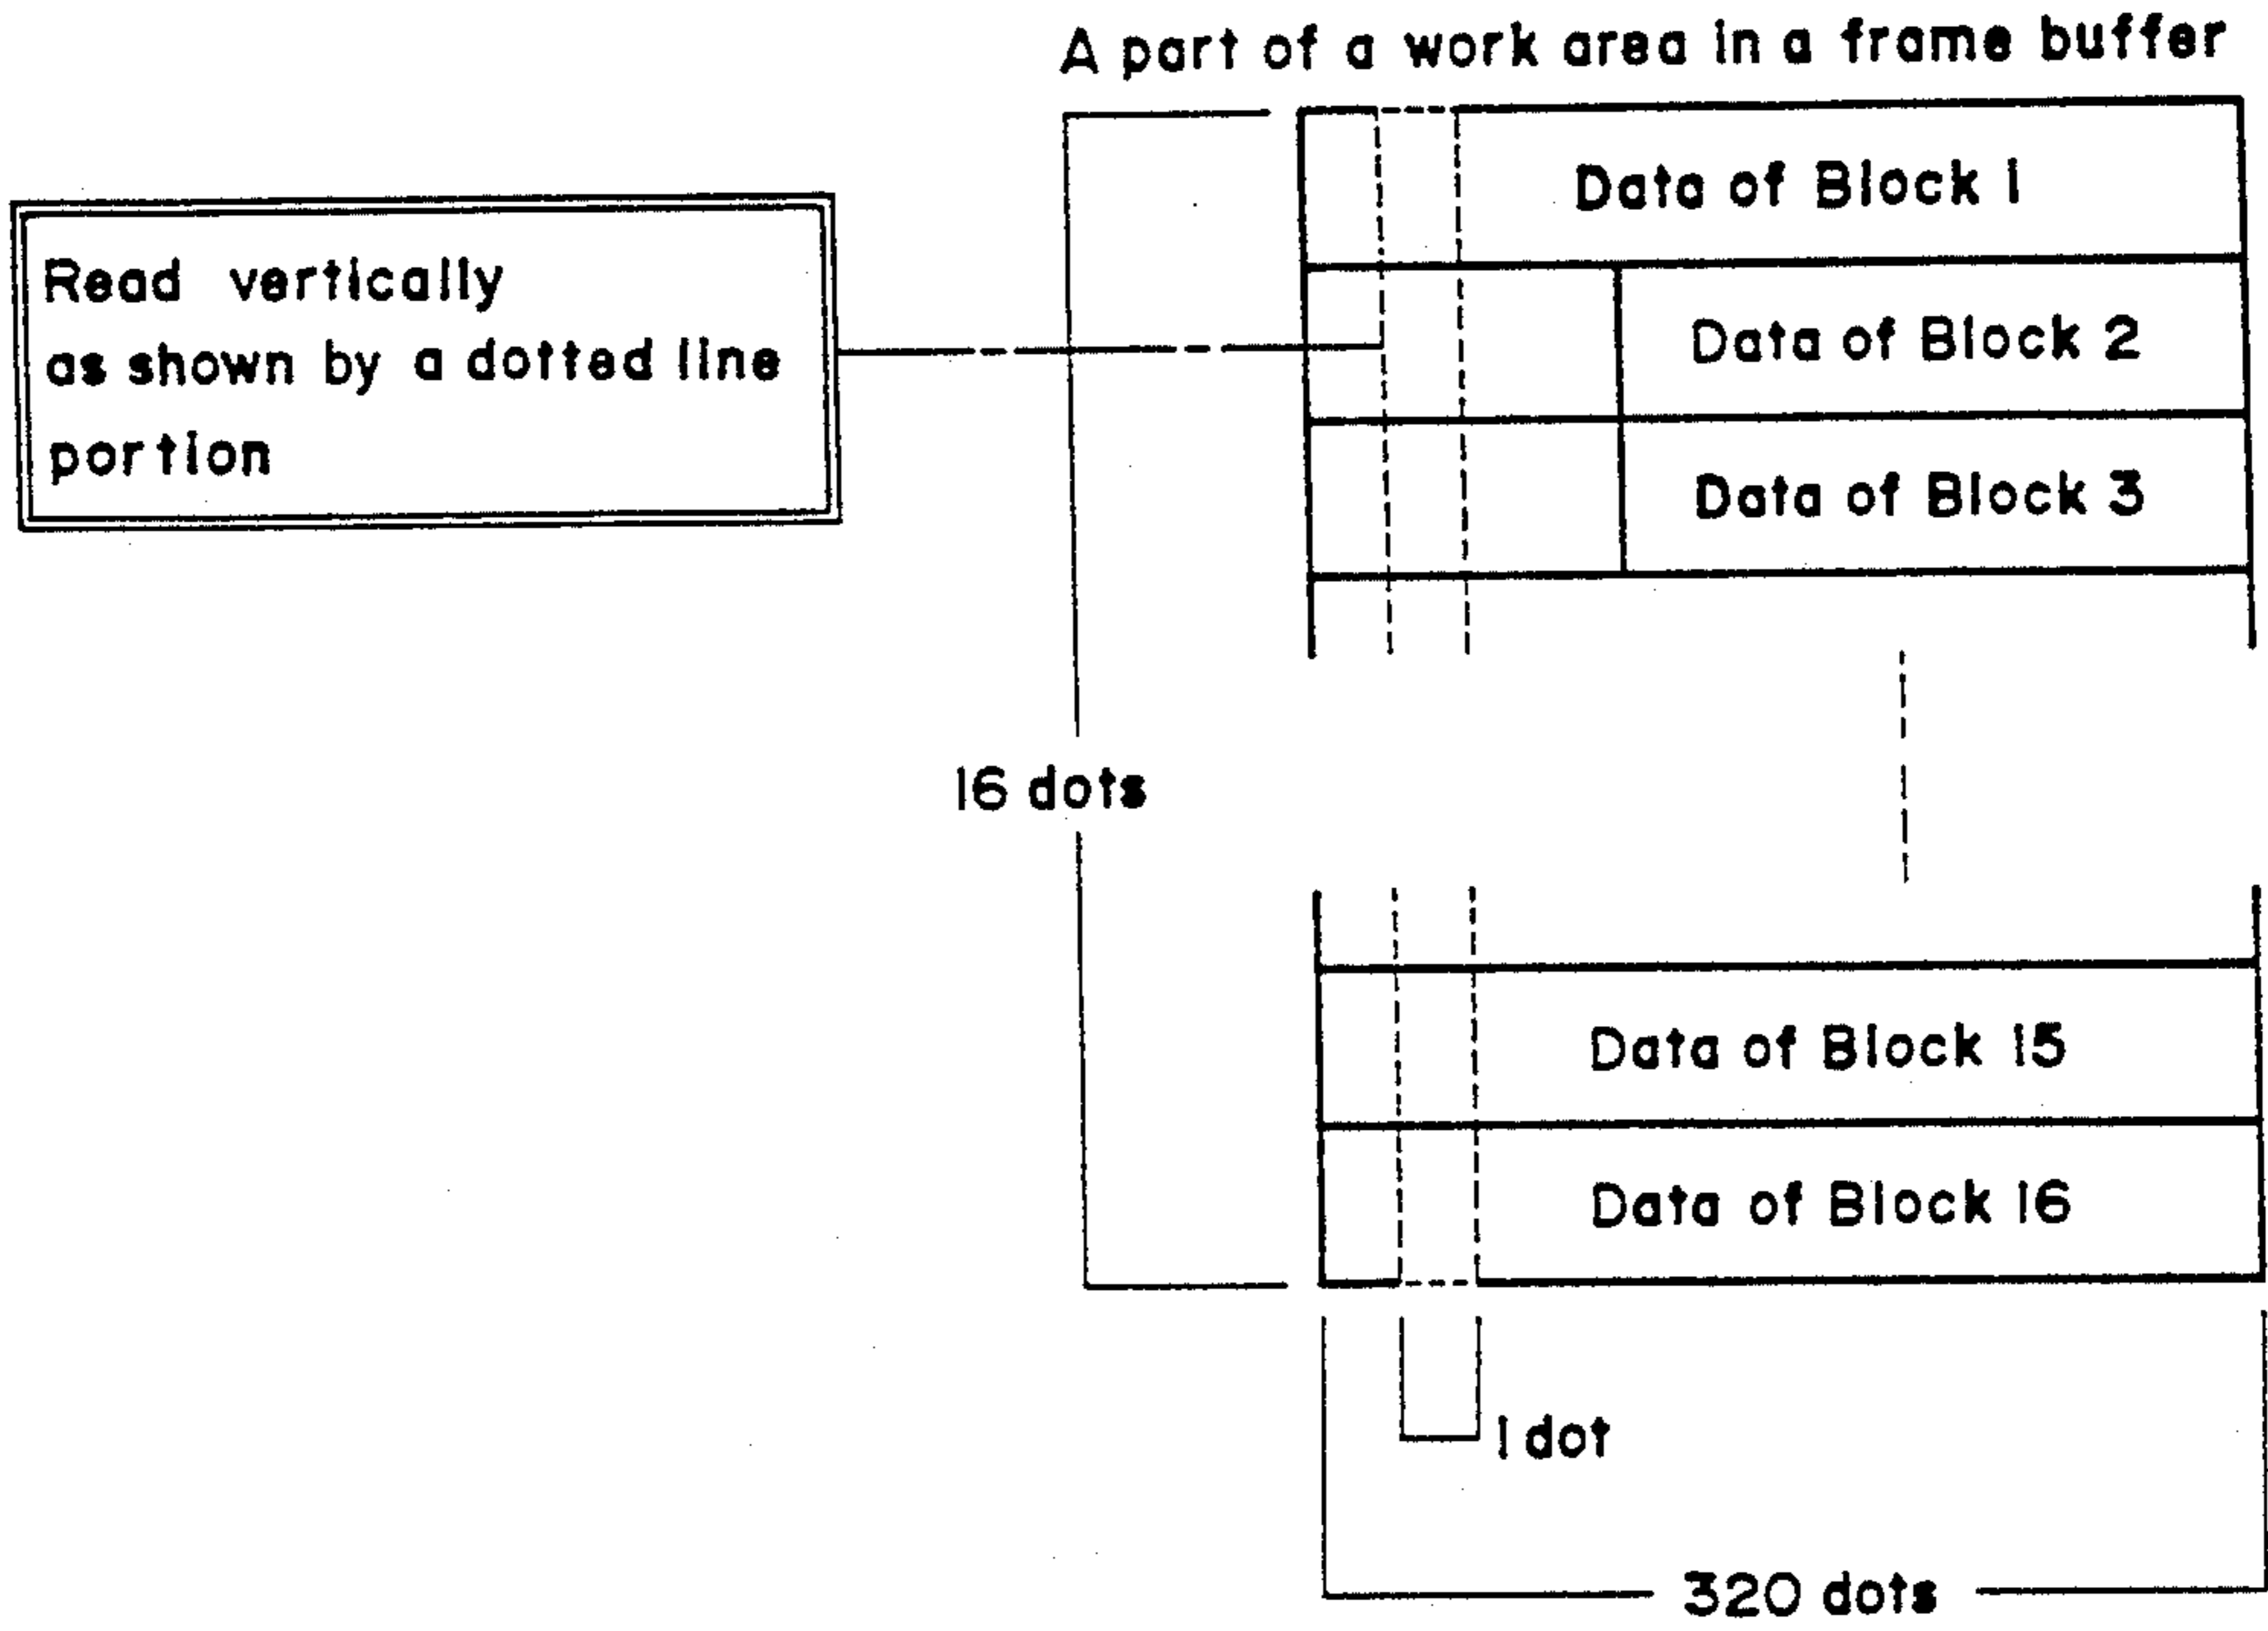 A part of a work area in a frame buffer
Read vertically
as shown by a dotted line
portion
Data of Block 1
Data of Block 2
Data of Block 3
16 dots
Data of Block 15
Data of Block 16
1 dot
320 dots